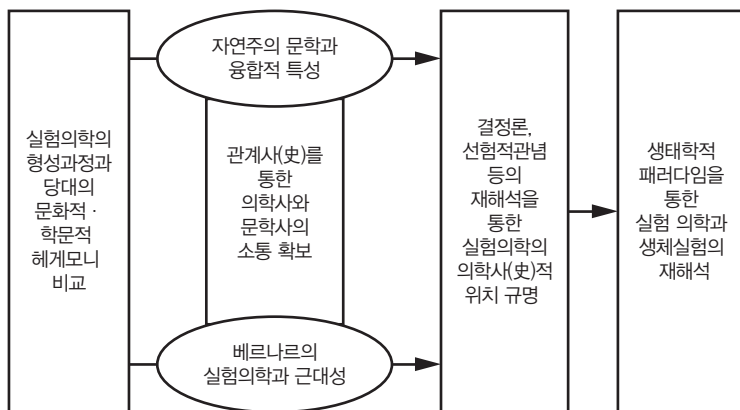 실험의학의
형성과정과
당대의
문화적 ·
학문적
헤게모니
비교
자연주의 문학과
융합적 특성
관계사(史)를
통한
의학사와
문학사의
소통 확보
베르나르의
실험의학과 근대성
결정론,
선험적관념
등의
재해석을
통한
실험의학의
의학사(史)적
위치 규명
생태학적
패러다임을
통한
실험 의학과
생체실험의
재해석